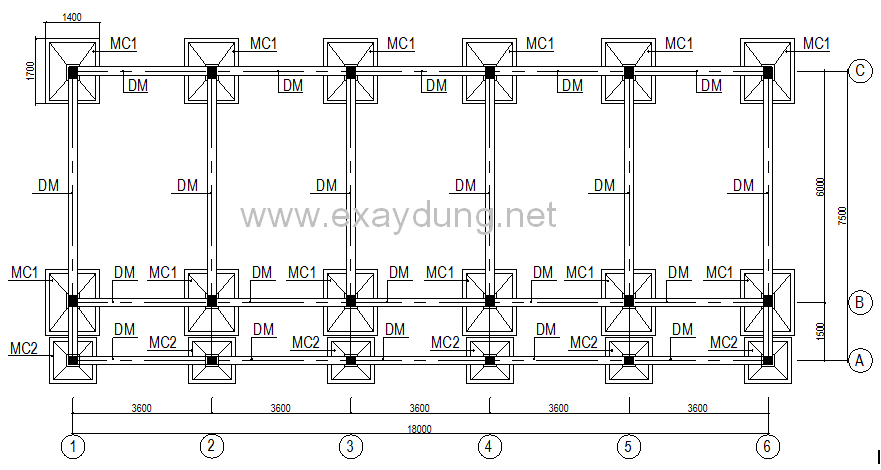 1400
MC1 MC1 MC1 MC1 MC1 MC1
1700
C
DM DM DM DM DM
DM DM DM DM DM DM
6000
7500
www.exaydung.net
MC1 DM MC1 DM MC1 DM MC1 DM MC1 DM MC1
B
1500
DM DM DM DM DM
MC2 MC2 MC2 MC2 MC2 MC2
A
3600 3600 3600 3600 3600
18000
1 2 3 4 5 6